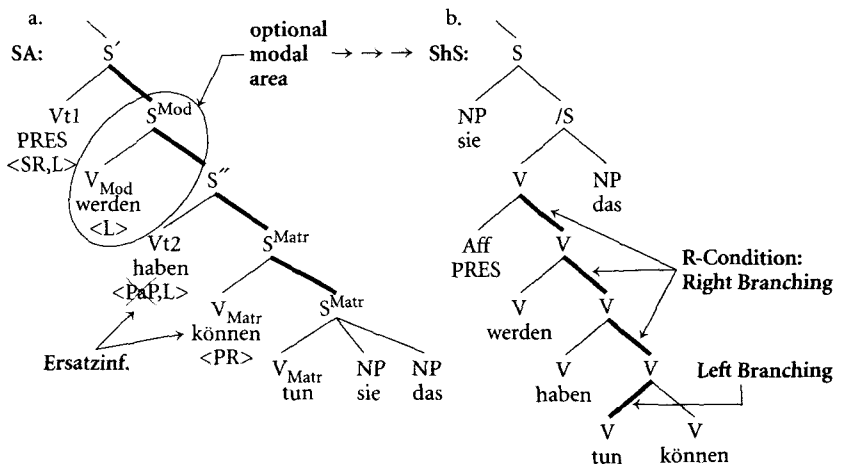 a.
optional
b.
SA:
S′
modal
ShS:
S
area
Vt1
S^Mod
NP
/S
PRES
sie
<SR,L>
V_Mod
S″
V
NP
werden
das
<L>
Vt2
S^Matr
Aff
V
R-Condition:
haben
PRES
Right Branching
<PaP,L>
V_Matr
S^Matr
V
V
können
werden
Ersatzinf.
<PR>
V
V
Left Branching
V_Matr
NP
NP
haben
tun
sie
das
V
V
tun
können